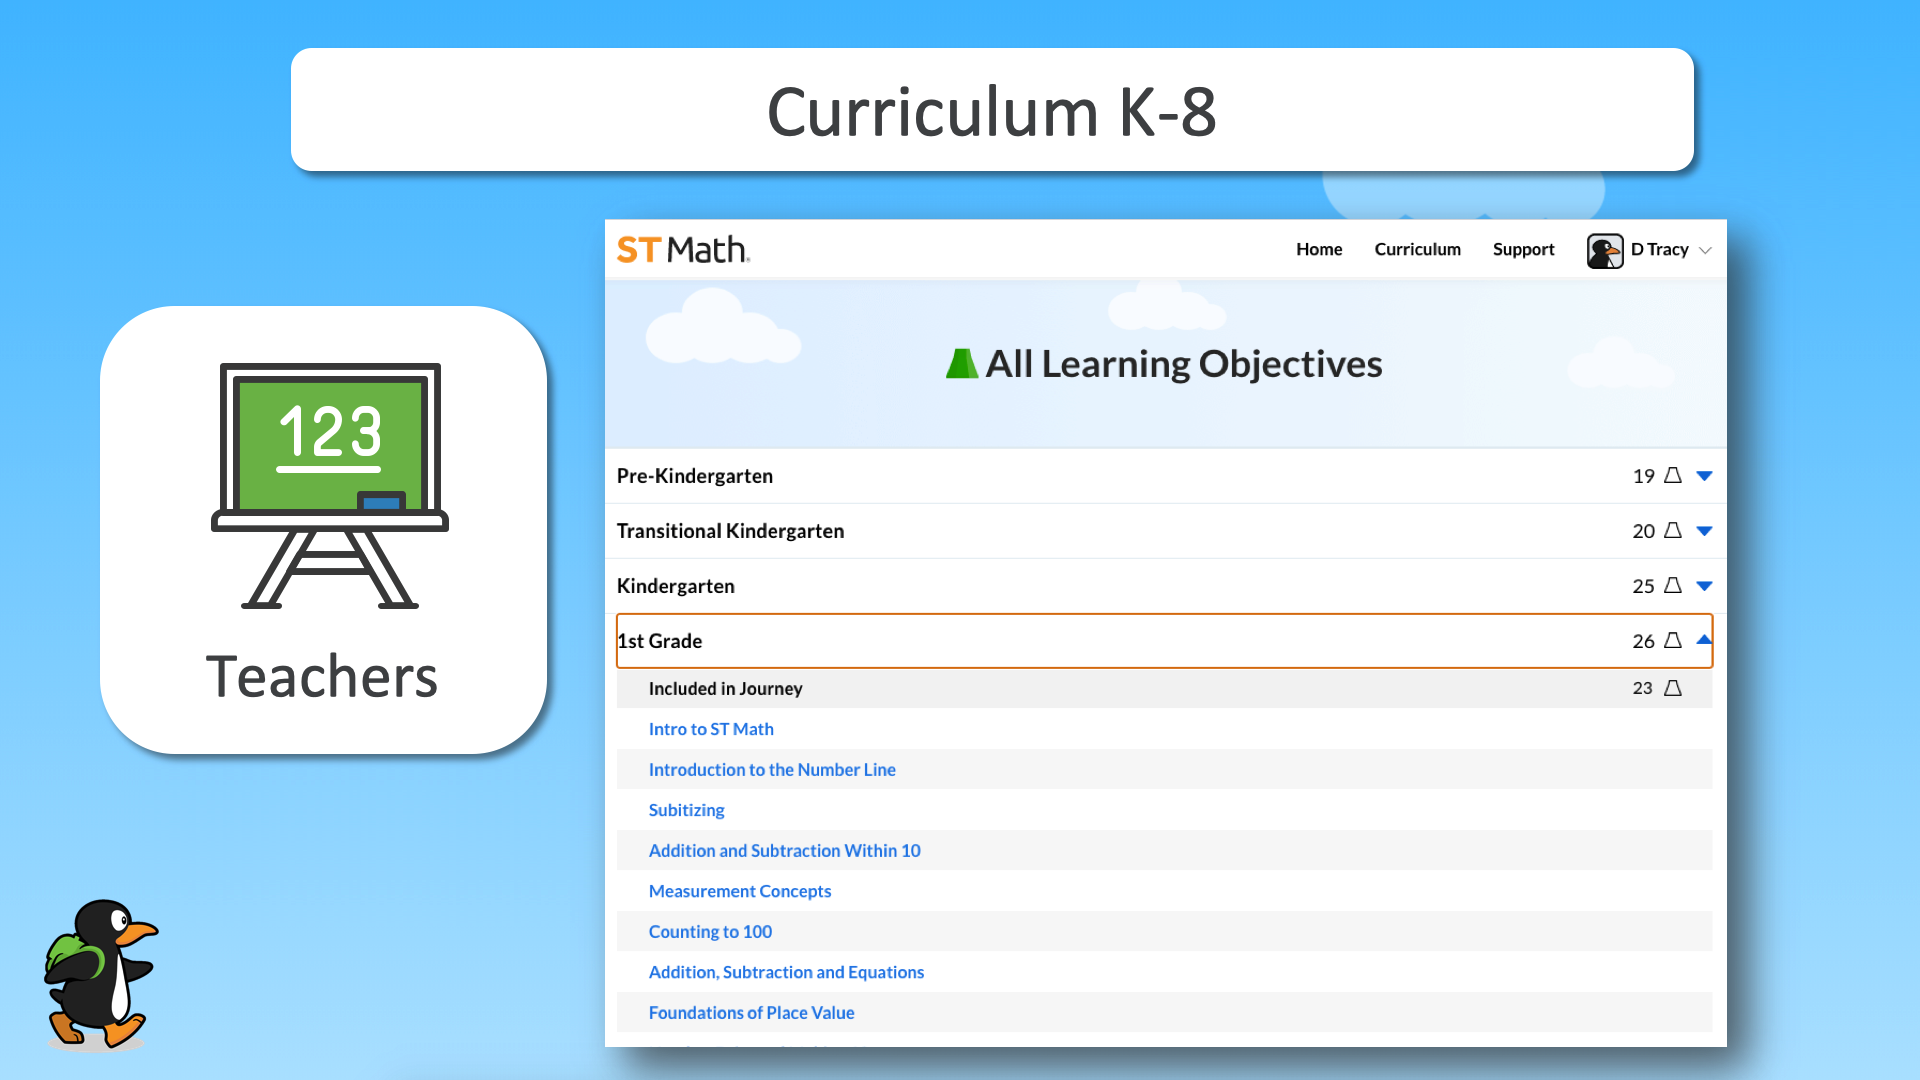 Curriculum K-8
ST Math.
Home Curriculum Support D Tracy
All Learning Objectives
123
Teachers
Pre-Kindergarten 19
Transitional Kindergarten 20
Kindergarten 25
1st Grade 26
Included in Journey 23
Intro to ST Math
Introduction to the Number Line
Subitizing
Addition and Subtraction Within 10
Measurement Concepts
Counting to 100
Addition, Subtraction and Equations
Foundations of Place Value